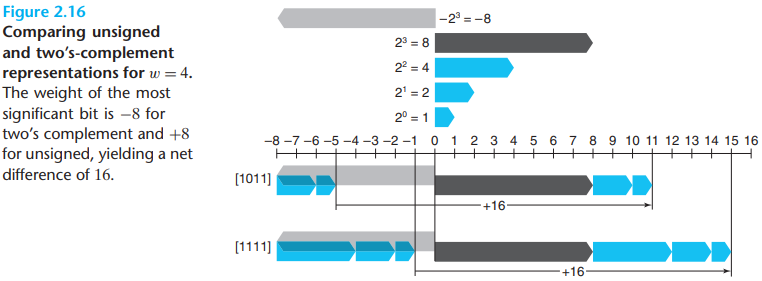 Figure 2.16
Comparing unsigned
and two's-complement
representations for w = 4.
The weight of the most
significant bit is −8 for
two's complement and +8
for unsigned, yielding a net
difference of 16.
−2³ = −8
2³ = 8
2² = 4
2¹ = 2
2⁰ = 1
−8 −7 −6 −5 −4 −3 −2 −1 0 1 2 3 4 5 6 7 8 9 10 11 12 13 14 15 16
[1011]
+16
[1111]
+16